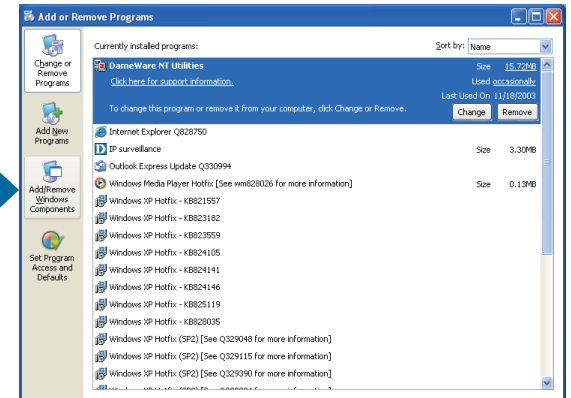 Add or Remove Programs
Change or
Remove
Programs
Add New
Programs
Add/Remove
Windows
Components
Set Program
Access and
Defaults
Currently installed programs:
Sort by: Name
DameWare NT Utilities Size 15.72MB
Click here for support information. Used occasionally
Last Used On 11/18/2003
To change this program or remove it from your computer, click Change or Remove. Change Remove
Internet Explorer Q828750
IP surveillance Size 3.30MB
Outlook Express Update Q330994
Windows Media Player Hotfix [See wm828026 for more information] Size 0.13MB
Windows XP Hotfix - KB821557
Windows XP Hotfix - KB823182
Windows XP Hotfix - KB823559
Windows XP Hotfix - KB824105
Windows XP Hotfix - KB824141
Windows XP Hotfix - KB824146
Windows XP Hotfix - KB825119
Windows XP Hotfix - KB828035
Windows XP Hotfix (SP2) [See Q329048 for more information]
Windows XP Hotfix (SP2) [See Q329115 for more information]
Windows XP Hotfix (SP2) [See Q329390 for more information]